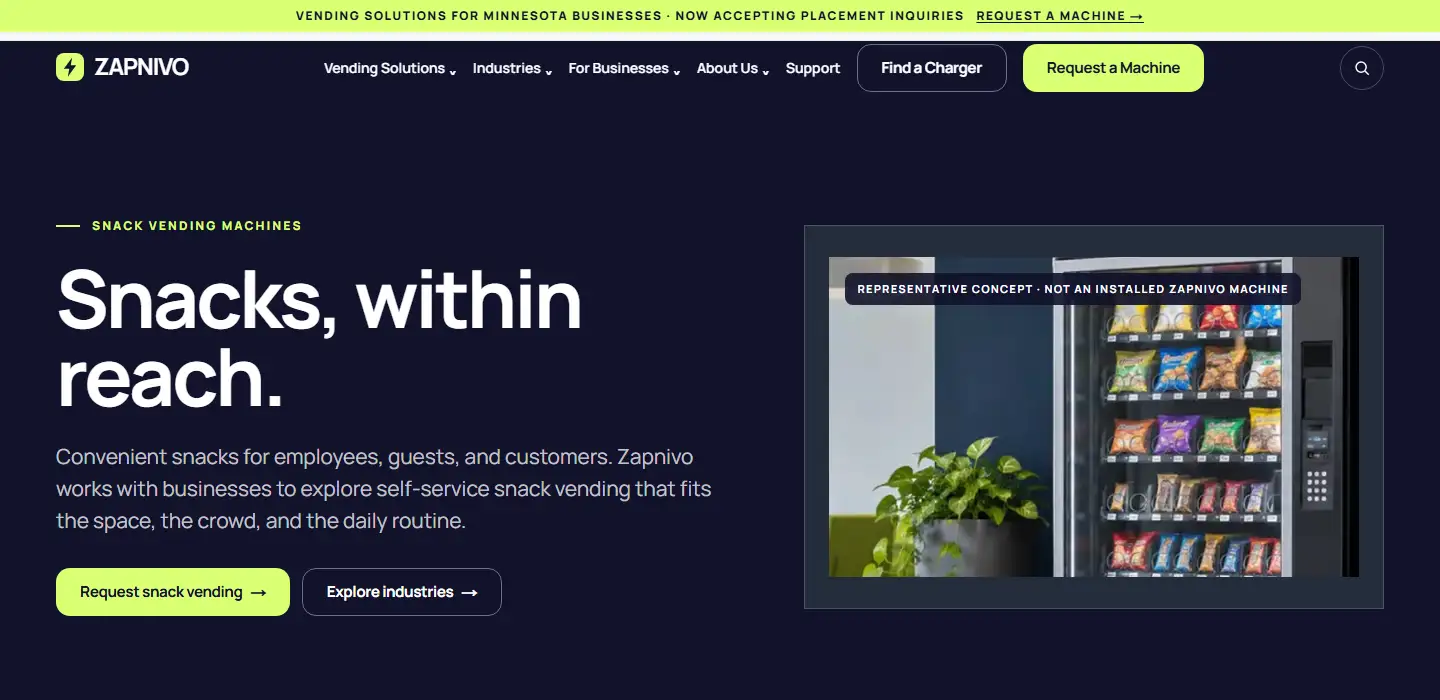 VENDING SOLUTIONS FOR MINNESOTA BUSINESSES · NOW ACCEPTING PLACEMENT INQUIRIES REQUEST A MACHINE →
ZAPNIVO
Vending Solutions Industries For Businesses About Us Support Find a Charger Request a Machine
SNACK VENDING MACHINES
Snacks, within
reach.
Convenient snacks for employees, guests, and customers. Zapnivo
works with businesses to explore self-service snack vending that fits
the space, the crowd, and the daily routine.
Request snack vending →
Explore industries →
REPRESENTATIVE CONCEPT · NOT AN INSTALLED ZAPNIVO MACHINE